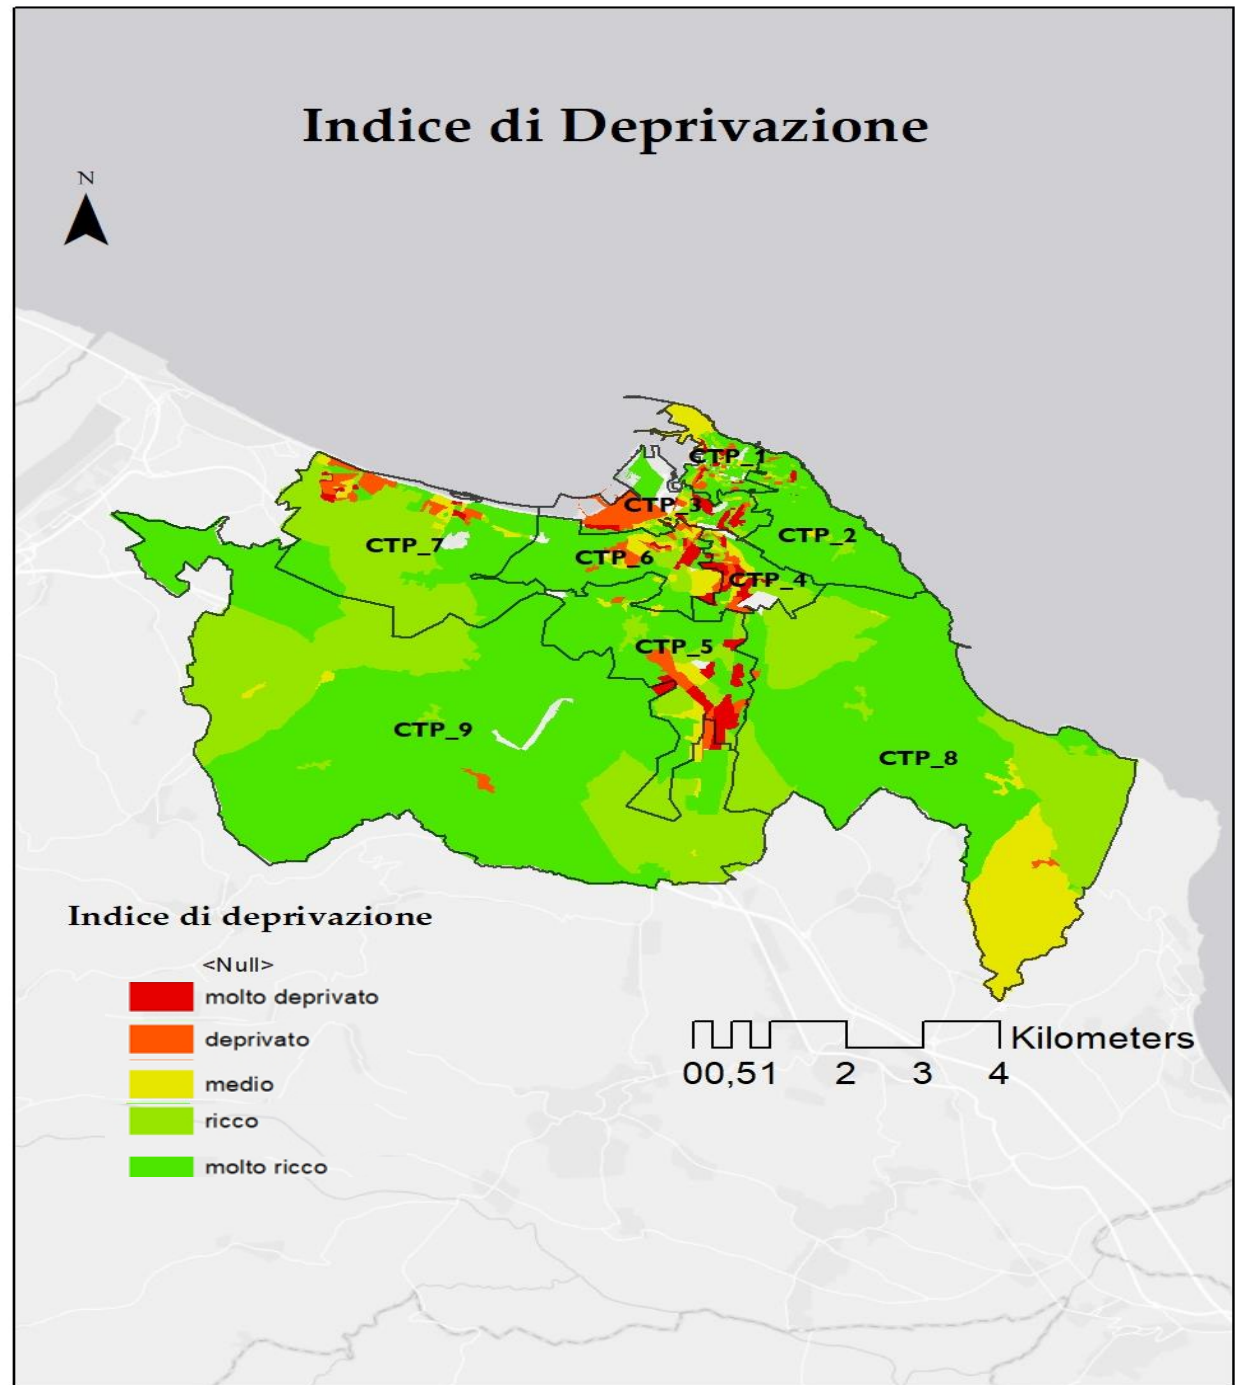 Indice di Deprivazione
N
CTP_1
CTP_3
CTP_2
CTP_7
CTP_6
CTP_4
CTP_5
CTP_9
CTP_8
Indice di deprivazione
<Null>
molto deprivato
deprivato
medio
ricco
molto ricco
Kilometers
00,51 2 3 4